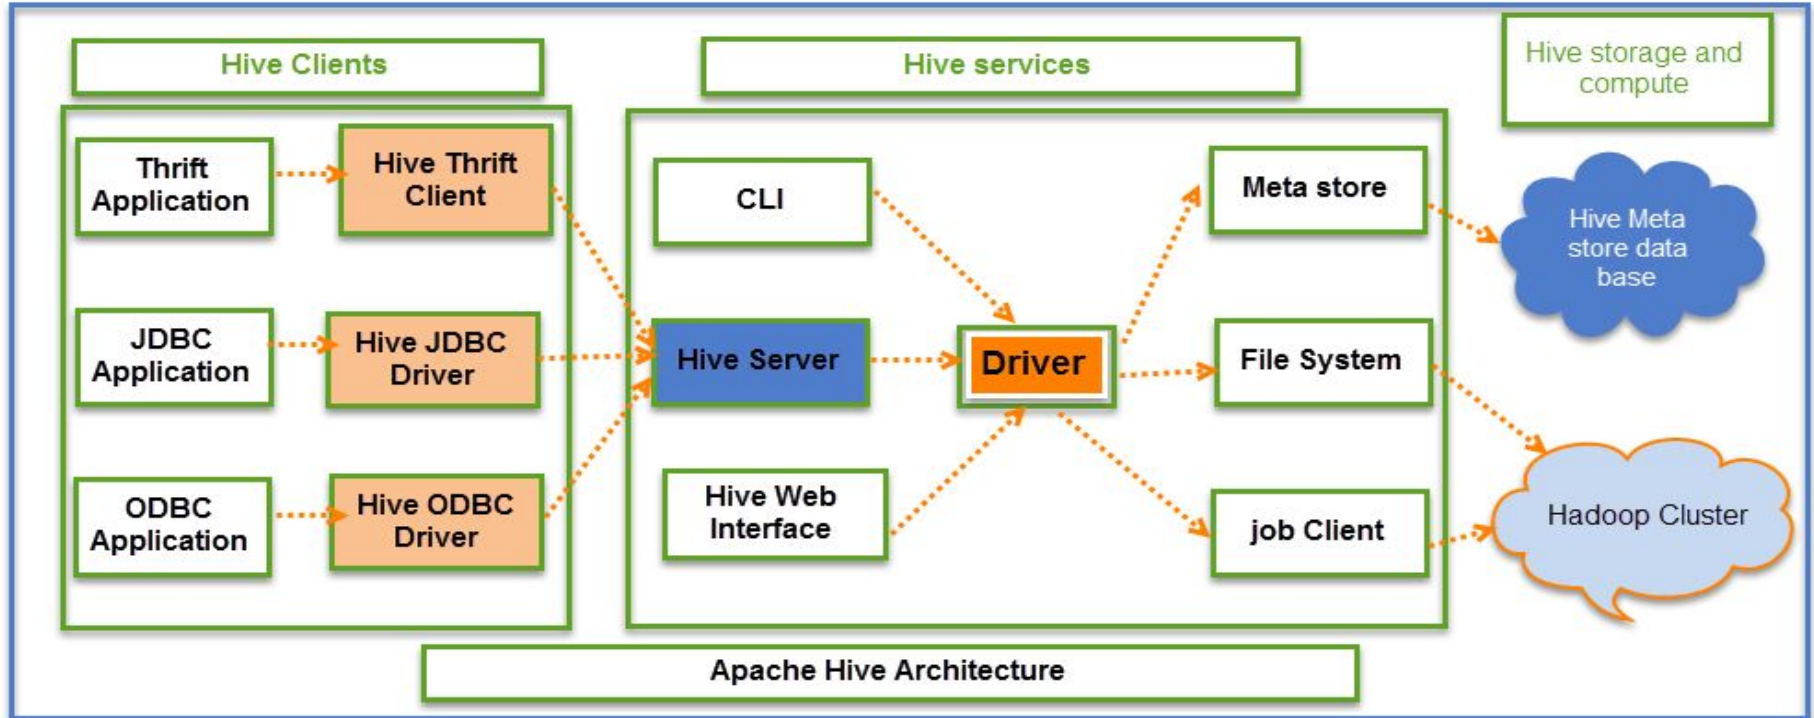 Hive Clients
Hive services
Hive storage and
compute
Thrift
Application
Hive Thrift
Client
CLI
Meta store
Hive Meta
store data
base
JDBC
Application
Hive JDBC
Driver
Hive Server
Driver
File System
ODBC
Application
Hive ODBC
Driver
Hive Web
Interface
job Client
Hadoop Cluster
Apache Hive Architecture